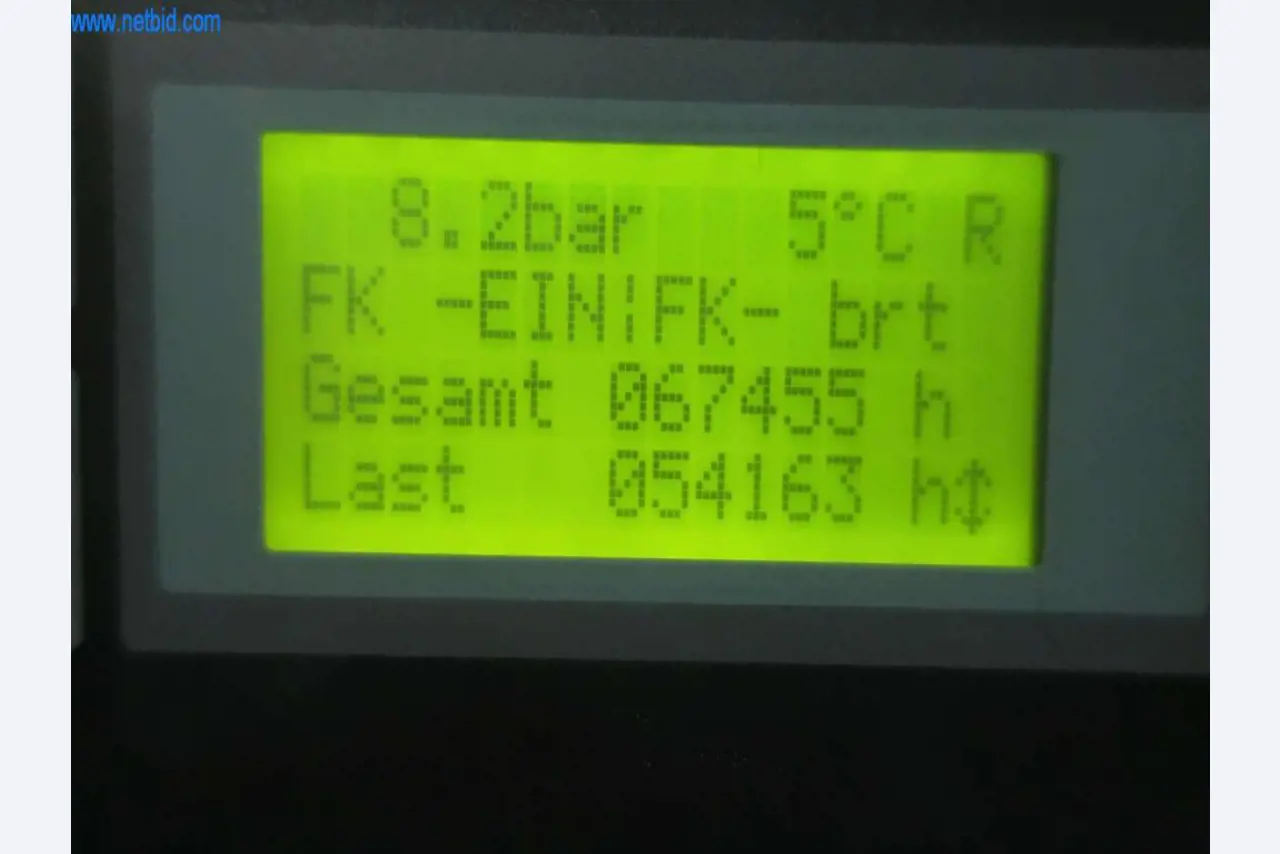 www.netbid.com
8.2bar 5°C R
FK -EIN¦FK- brt
Gesamt 067455 h
Last 054163 h↕